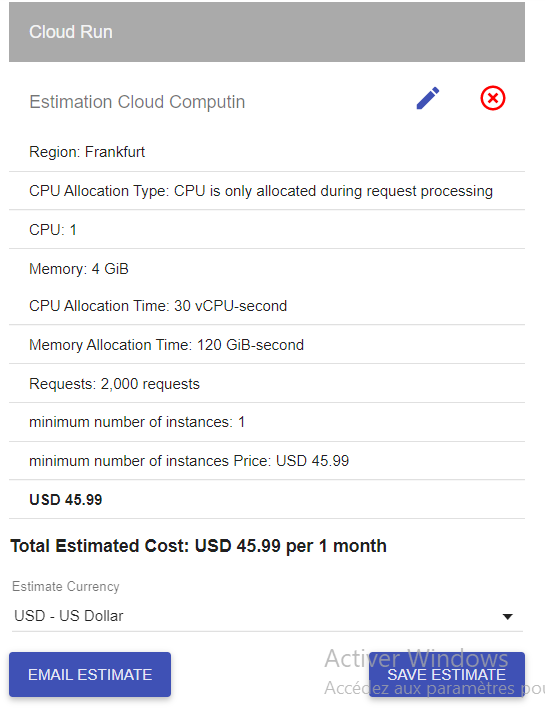 Cloud Run
Estimation Cloud Computin
Region: Frankfurt
CPU Allocation Type: CPU is only allocated during request processing
CPU: 1
Memory: 4 GiB
CPU Allocation Time: 30 vCPU-second
Memory Allocation Time: 120 GiB-second
Requests: 2,000 requests
minimum number of instances: 1
minimum number of instances Price: USD 45.99
USD 45.99
Total Estimated Cost: USD 45.99 per 1 month
Estimate Currency
USD - US Dollar
Activer Windows
EMAIL ESTIMATE
SAVE ESTIMATE
Accédez aux paramètres pou